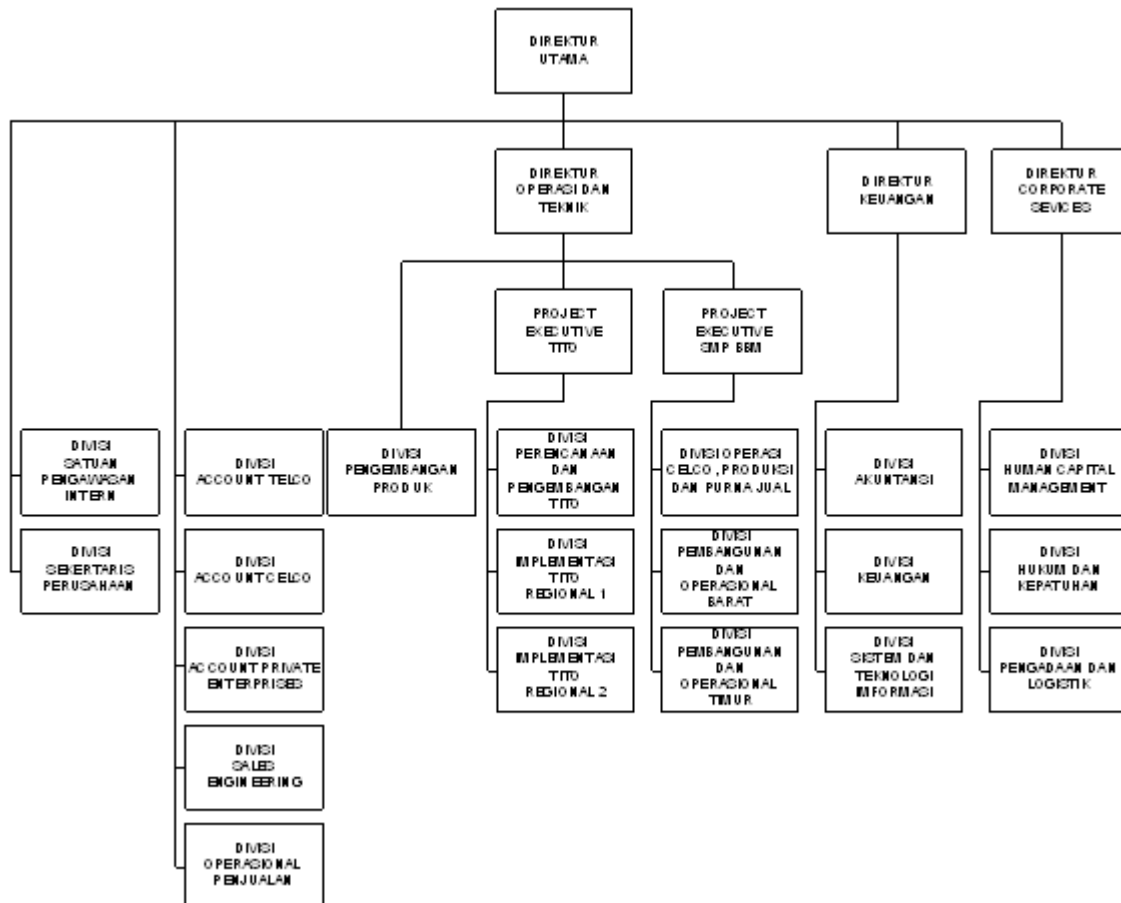 DIREKTUR
UTAMA
DIREKTUR
OPERASI DAN
TEKNIK
DIREKTUR
KEUANGAN
DIREKTUR
CORPORATE
SEVICES
PROJECT
EXECUTIVE
TITO
PROJECT
EXECUTIVE
SMP BBM
DIVISI
SATUAN
PENGAWASAN
INTERN
DIVISI
ACCOUNT TELCO
DIVISI
PENGEMBANGAN
PRODUK
DIVISI
PERENCANAAN
DAN
PENGEMBANGAN
TITO
DIVISI OPERASI
CELCO, PRODUKSI
DAN PURNA JUAL
DIVISI
AKUNTANSI
DIVISI
HUMAN CAPITAL
MANAGEMENT
DIVISI
SEKERTARIS
PERUSAHAAN
DIVISI
ACCOUNT CELCO
DIVISI
IMPLEMENTASI
TITO
REGIONAL 1
DIVISI
PEMBANGUNAN
DAN
OPERASIONAL
BARAT
DIVISI
KEUANGAN
DIVISI
HUKUM DAN
KEPATUHAN
DIVISI
ACCOUNT PRIVATE
ENTERPRISES
DIVISI
IMPLEMENTASI
TITO
REGIONAL 2
DIVISI
PEMBANGUNAN
DAN
OPERASIONAL
TIMUR
DIVISI
SISTEM DAN
TEKNOLOGI
INFORMASI
DIVISI
PENGADAAN DAN
LOGISTIK
DIVISI
SALES
ENGINEERING
DIVISI
OPERASIONAL
PENJUALAN